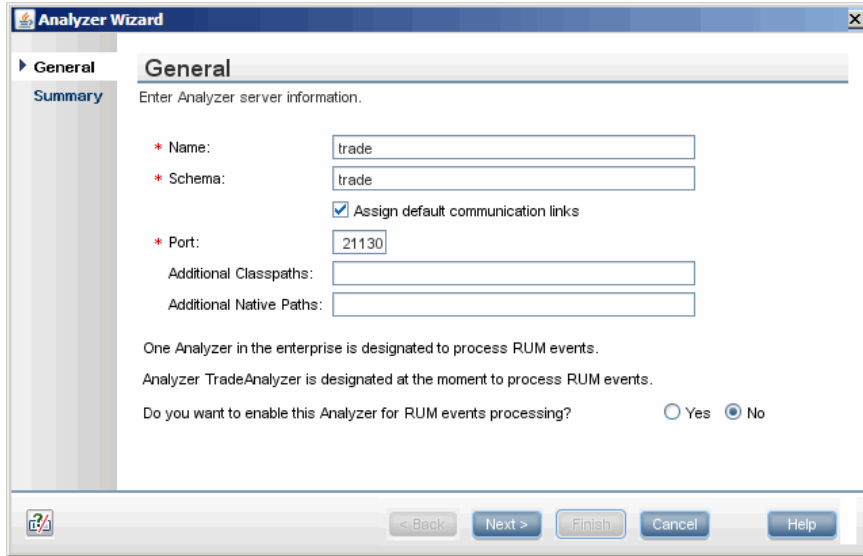 Analyzer Wizard
General
Summary
General
Enter Analyzer server information.
* Name: trade
* Schema: trade
Assign default communication links
* Port: 21130
Additional Classpaths:
Additional Native Paths:
One Analyzer in the enterprise is designated to process RUM events.
Analyzer TradeAnalyzer is designated at the moment to process RUM events.
Do you want to enable this Analyzer for RUM events processing? Yes No
< Back Next > Finish Cancel Help